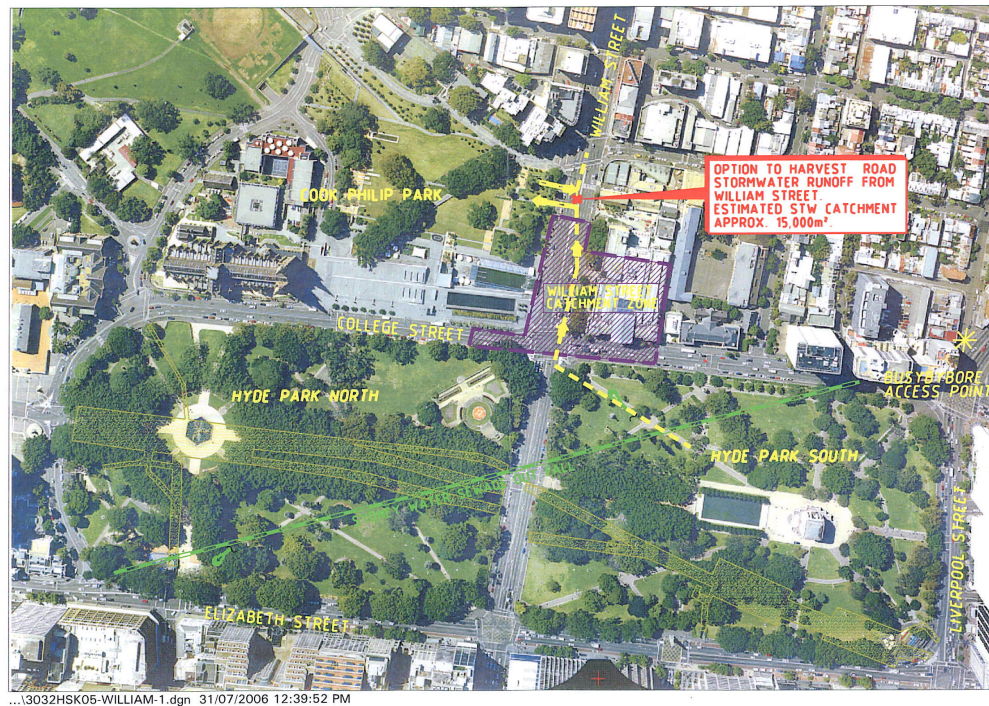 WILLIAM STREET
OPTION TO HARVEST ROAD
STORMWATER RUNOFF FROM
WILLIAM STREET.
ESTIMATED STW CATCHMENT
APPROX. 15,000m².
COOK PHILIP PARK
WILLIAM STREET
CATCHMENT ZONE
COLLEGE STREET
BUSYBYBORE
ACCESS POINT
HYDE PARK NORTH
HYDE PARK SOUTH
LIVERPOOL STREET
ELIZABETH STREET
...\3032HSK05-WILLIAM-1.dgn 31/07/2006 12:39:52 PM